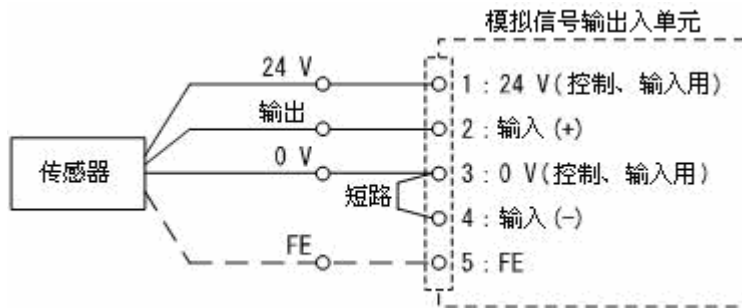 模拟信号输出入单元
24 V
1 : 24 V(控制、输入用)
输出
2 : 输入 (+)
传感器
0 V
3 : 0 V(控制、输入用)
短路
4 : 输入 (-)
FE
5 : FE